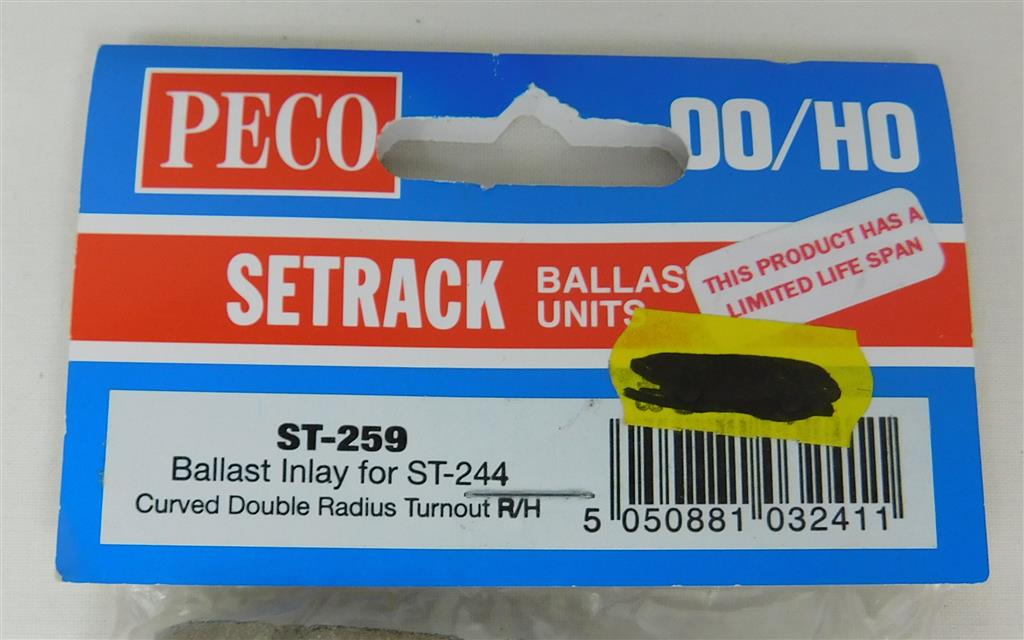 PECO
OO/HO
SETRACK
BALLAST
UNITS
THIS PRODUCT HAS A
LIMITED LIFE SPAN
ST-259
Ballast Inlay for ST-244
Curved Double Radius Turnout R/H
5 050881 032411